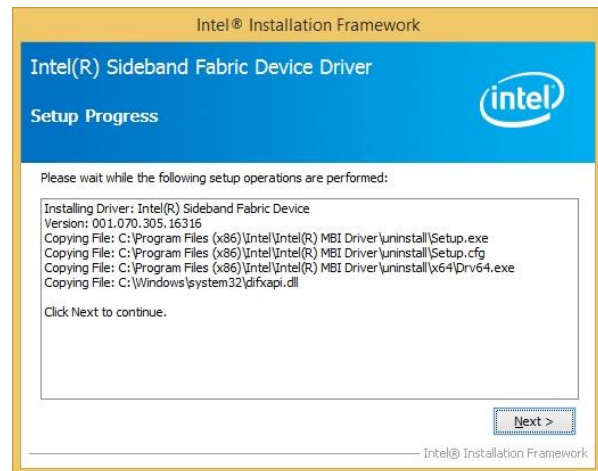 Intel® Installation Framework
Intel(R) Sideband Fabric Device Driver
Setup Progress
intel
Please wait while the following setup operations are performed:
Installing Driver: Intel(R) Sideband Fabric Device
Version: 001.070.305.16316
Copying File: C:\Program Files (x86)\Intel\Intel(R) MBI Driver\uninstall\Setup.exe
Copying File: C:\Program Files (x86)\Intel\Intel(R) MBI Driver\uninstall\Setup.cfg
Copying File: C:\Program Files (x86)\Intel\Intel(R) MBI Driver\uninstall\x64\Drv64.exe
Copying File: C:\Windows\system32\difxapi.dll
Click Next to continue.
Next >
Intel® Installation Framework